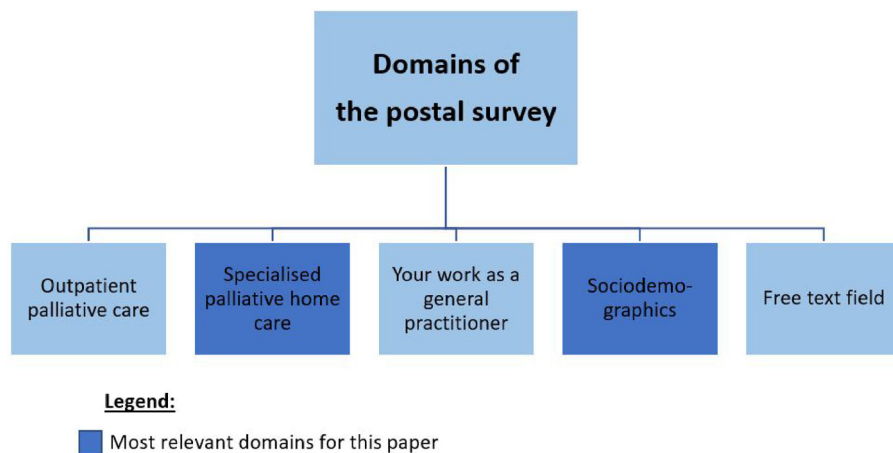 Domains of
the postal survey
Outpatient
palliative care
Specialised
palliative home
care
Your work as a
general
practitioner
Sociodemo-
graphics
Free text field
Legend:
Most relevant domains for this paper